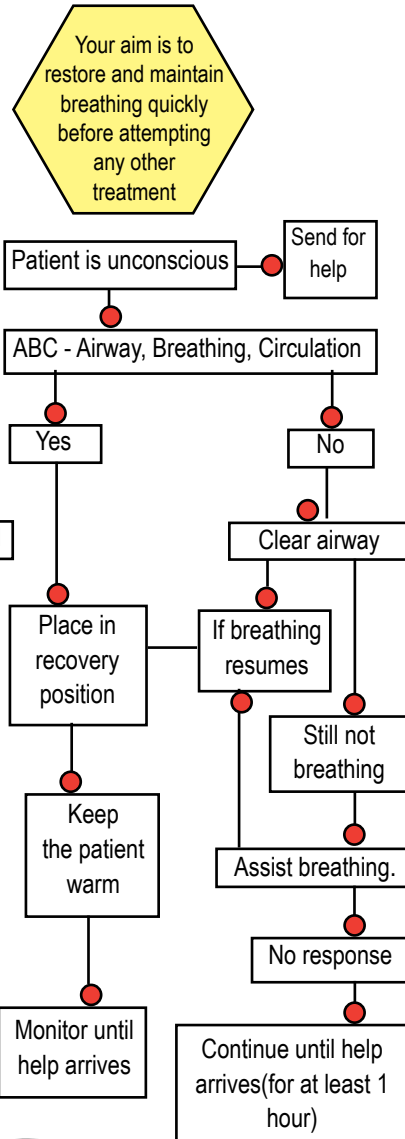 Your aim is to
restore and maintain
breathing quickly
before attempting
any other
treatment
Send for
help
Patient is unconscious
ABC - Airway, Breathing, Circulation
Yes
No
Clear airway
Place in
recovery
position
If breathing
resumes
Still not
breathing
Keep
the patient
warm
Assist breathing.
No response
Monitor until
help arrives
Continue until help
arrives(for at least 1
hour)